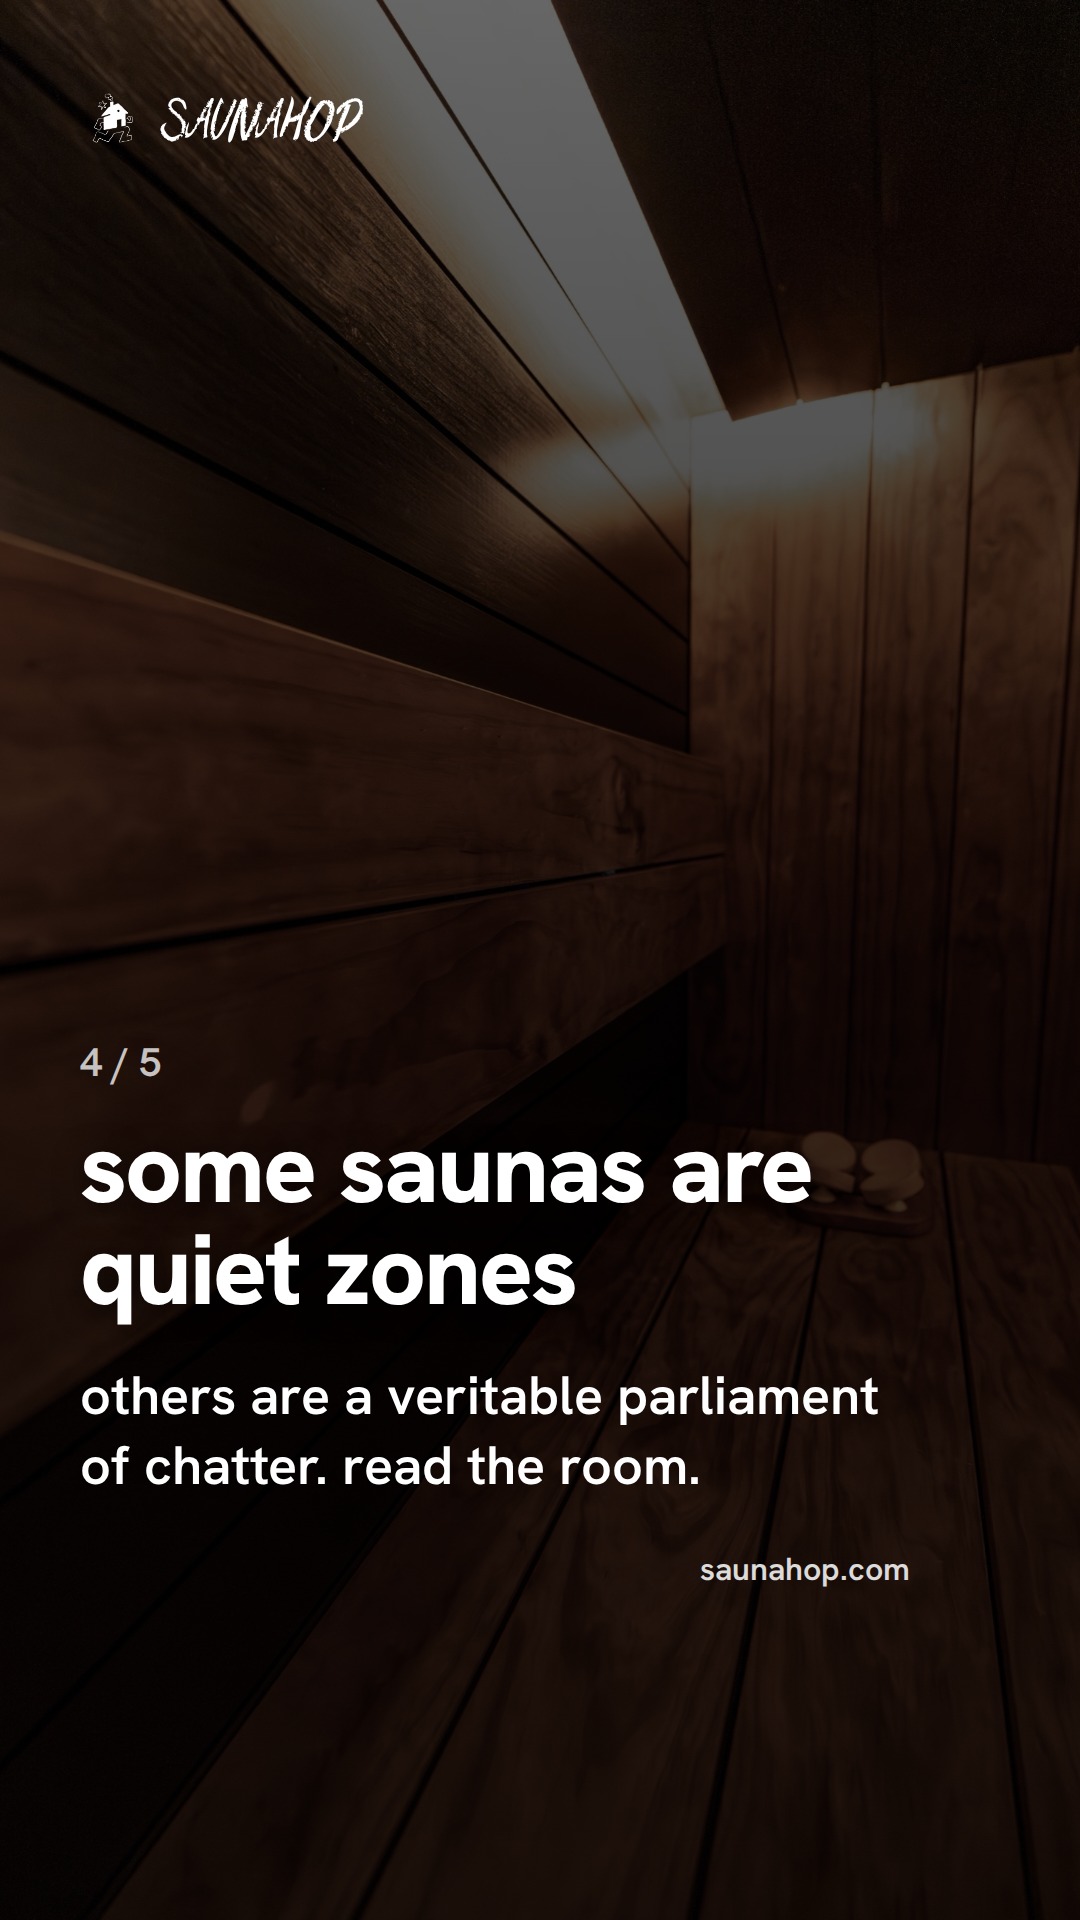 SAUNAHOP
4 / 5
some saunas are
quiet zones
others are a veritable parliament
of chatter. read the room.
saunahop.com